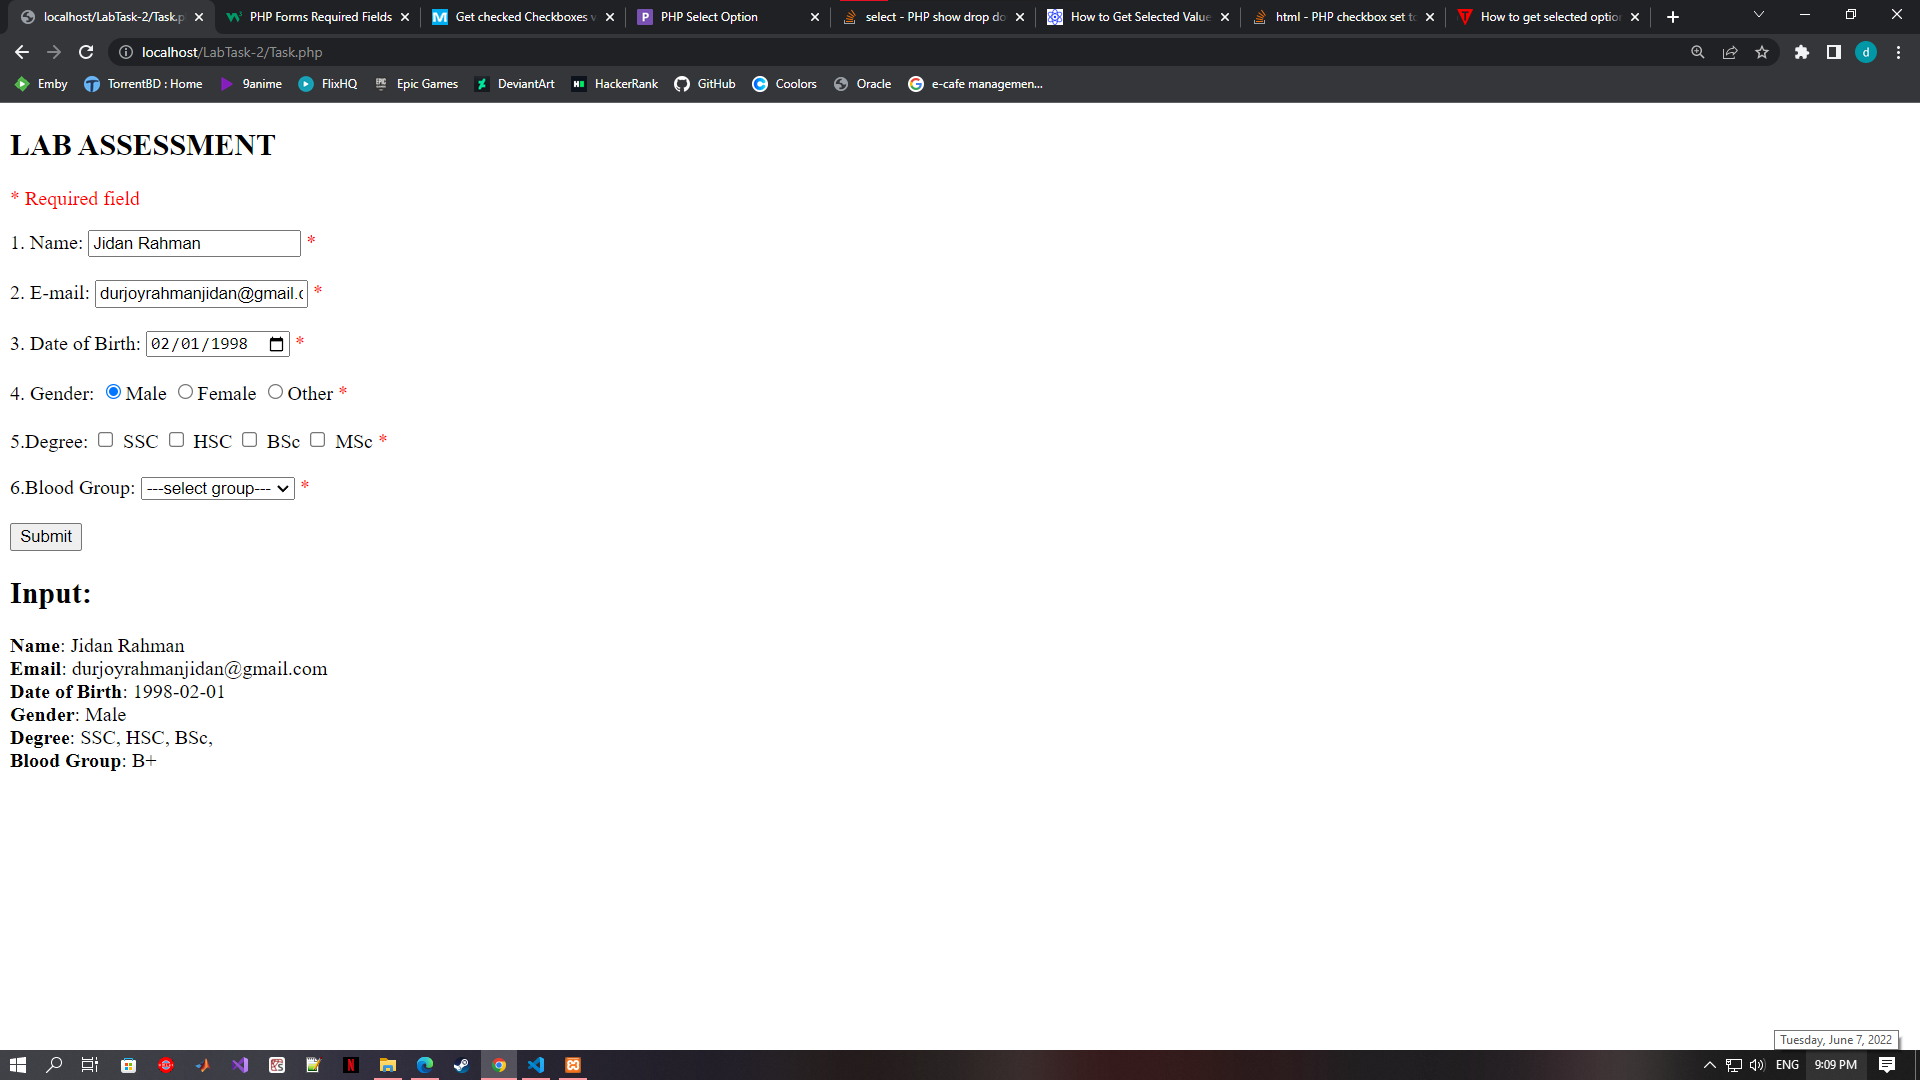 localhost/LabTask-2/Task.p
PHP Forms Required Fields
Get checked Checkboxes v
PHP Select Option
select - PHP show drop do
How to Get Selected Value
html - PHP checkbox set to
How to get selected option
localhost/LabTask-2/Task.php
d
Emby
TorrentBD : Home
9anime
FlixHQ
Epic Games
DeviantArt
HackerRank
GitHub
Coolors
Oracle
e-cafe managemen...
LAB ASSESSMENT
* Required field
1. Name: Jidan Rahman *
2. E-mail: durjoyrahmanjidan@gmail.c *
3. Date of Birth: 02/01/1998 *
4. Gender: Male Female Other *
5.Degree: SSC HSC BSc MSc *
6.Blood Group: ---select group--- *
Submit
Input:
Name: Jidan Rahman
Email: durjoyrahmanjidan@gmail.com
Date of Birth: 1998-02-01
Gender: Male
Degree: SSC, HSC, BSc,
Blood Group: B+
Tuesday, June 7, 2022
ENG
9:09 PM